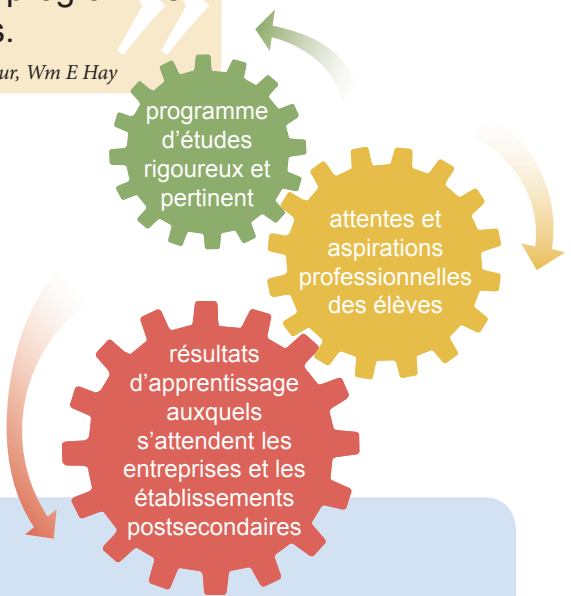 s.
ur, Wm E Hay
programme
d’études
rigoureux et
pertinent
attentes et
aspirations
professionnelles
des élèves
résultats
d’apprentissage
auxquels
s’attendent les
entreprises et les
établissements
postsecondaires